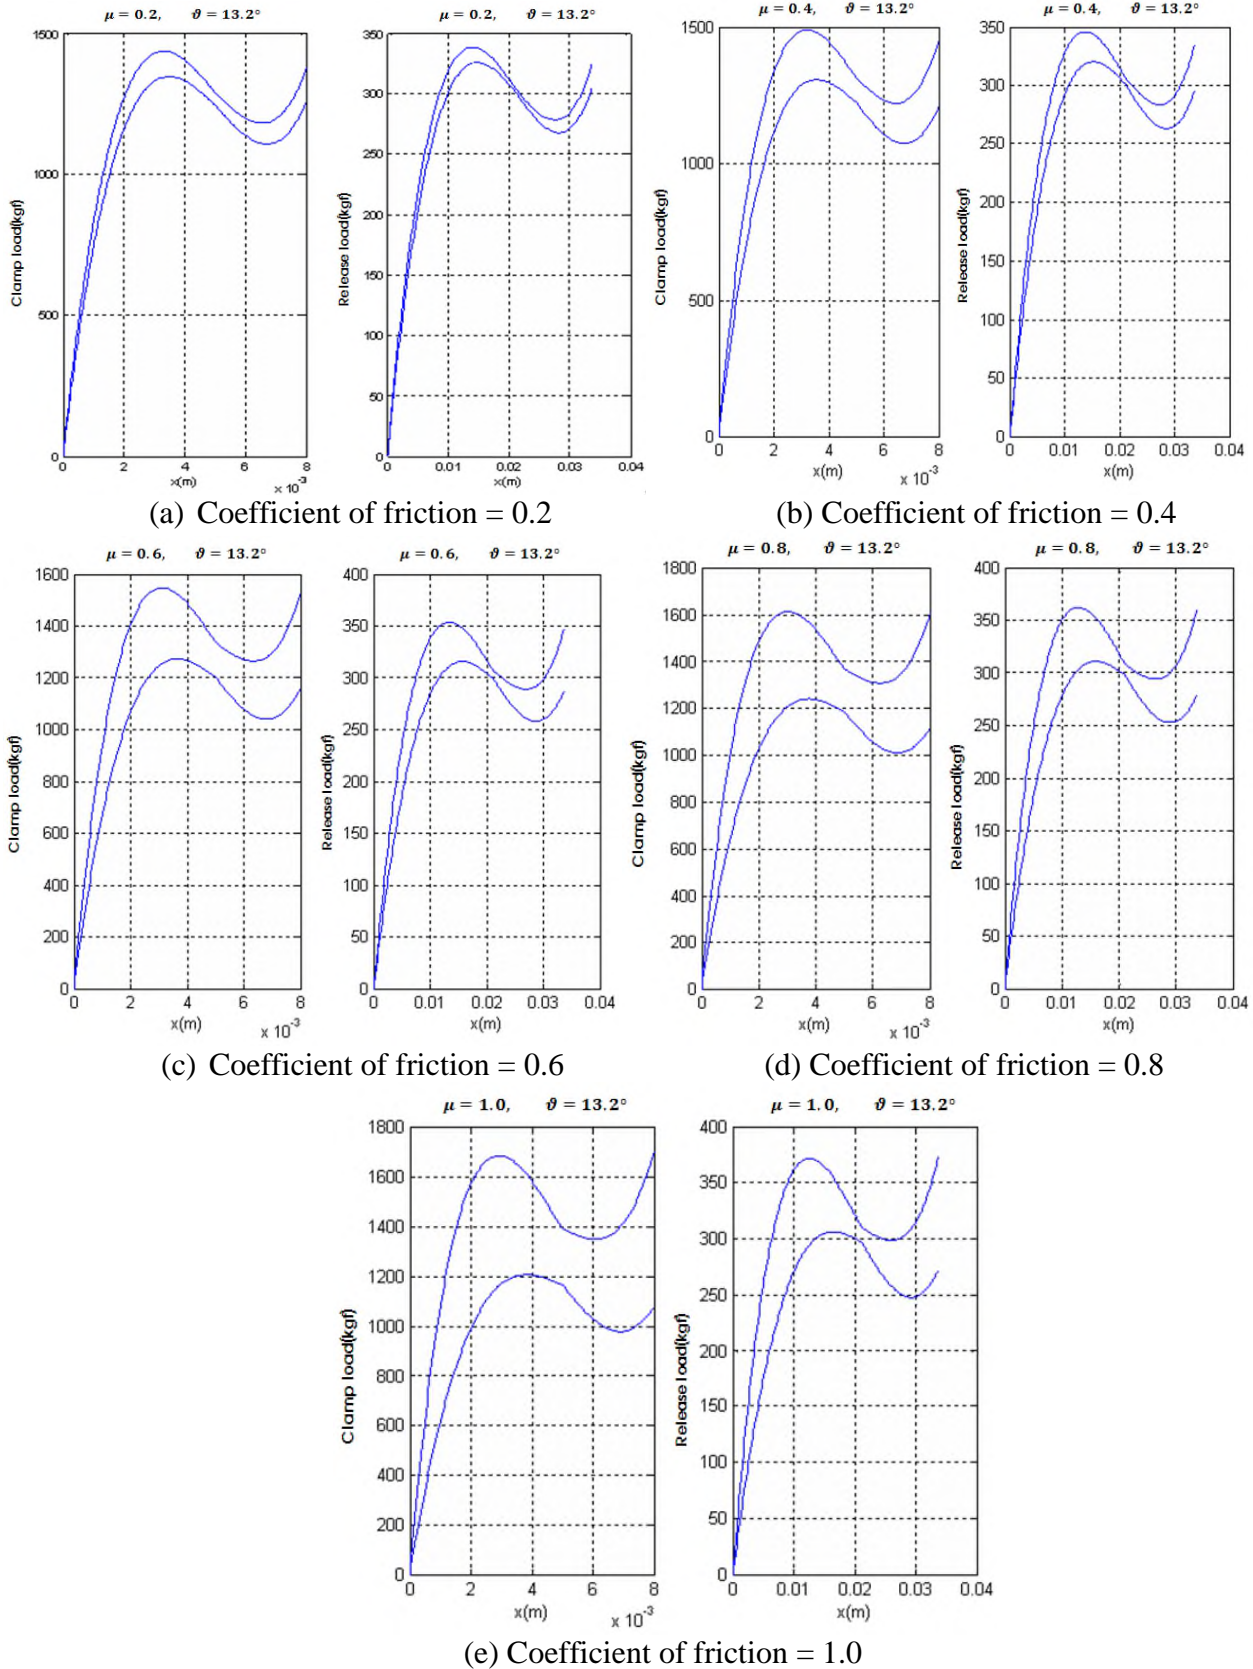 μ = 0.2, ϑ = 13.2°
1500
1000
500
0
Clamp load(kgf)
0 2 4 6 8
x(m)
x 10⁻³
μ = 0.2, ϑ = 13.2°
350
300
250
200
150
100
50
0
Release load(kgf)
0 0.01 0.02 0.03 0.04
x(m)
(a) Coefficient of friction = 0.2
μ = 0.4, ϑ = 13.2°
1500
1000
500
0
Clamp load(kgf)
0 2 4 6 8
x(m)
x 10⁻³
μ = 0.4, ϑ = 13.2°
350
300
250
200
150
100
50
0
Release load(kgf)
0 0.01 0.02 0.03 0.04
x(m)
(b) Coefficient of friction = 0.4
μ = 0.6, ϑ = 13.2°
1600
1400
1200
1000
800
600
400
200
0
Clamp load(kgf)
0 2 4 6 8
x(m)
x 10⁻³
μ = 0.6, ϑ = 13.2°
400
350
300
250
200
150
100
50
0
Release load(kgf)
0 0.01 0.02 0.03 0.04
x(m)
(c) Coefficient of friction = 0.6
μ = 0.8, ϑ = 13.2°
1800
1600
1400
1200
1000
800
600
400
200
0
Clamp load(kgf)
0 2 4 6 8
x(m)
x 10⁻³
μ = 0.8, ϑ = 13.2°
400
350
300
250
200
150
100
50
0
Release load(kgf)
0 0.01 0.02 0.03 0.04
x(m)
(d) Coefficient of friction = 0.8
μ = 1.0, ϑ = 13.2°
1800
1600
1400
1200
1000
800
600
400
200
0
Clamp load(kgf)
0 2 4 6 8
x(m)
x 10⁻³
μ = 1.0, ϑ = 13.2°
400
350
300
250
200
150
100
50
0
Release load(kgf)
0 0.01 0.02 0.03 0.04
x(m)
(e) Coefficient of friction = 1.0